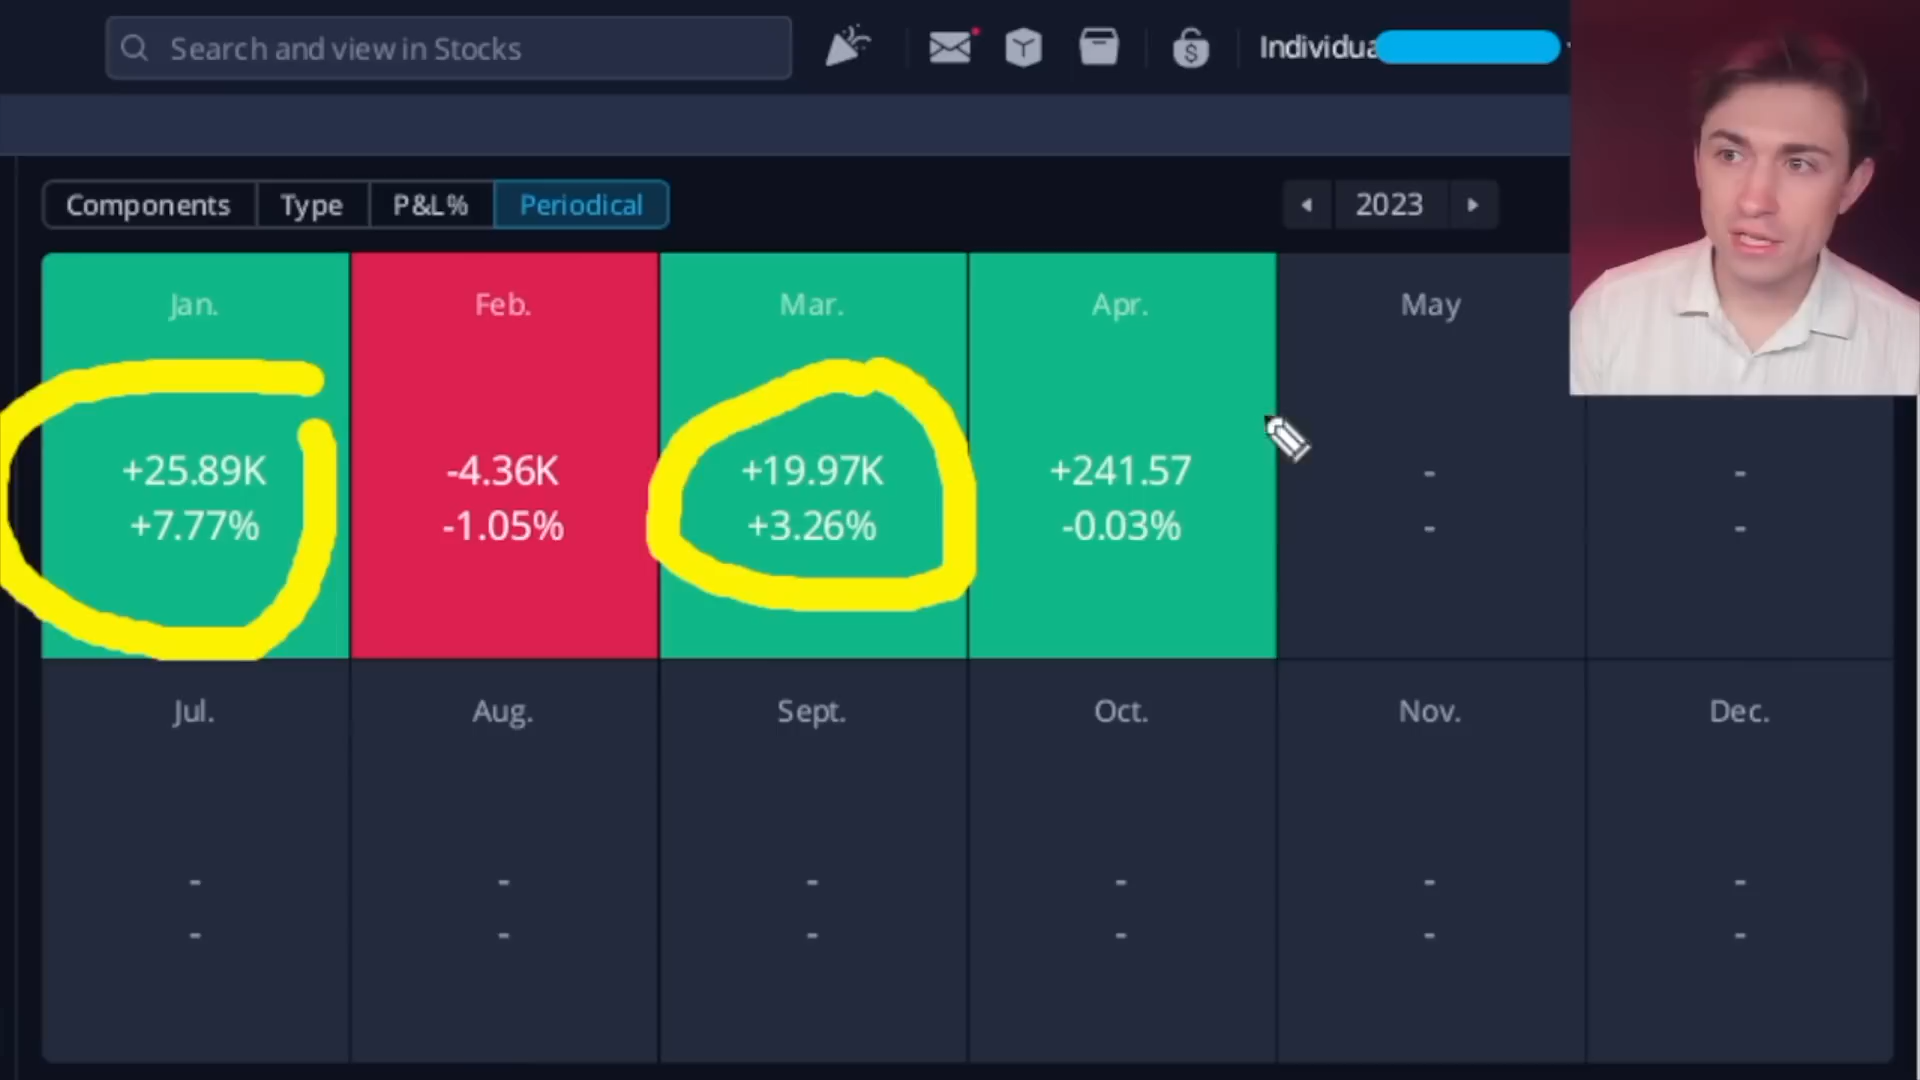 Search and view in Stocks
Individua
Components Type P&L% Periodical
2023
Jan. Feb. Mar. Apr. May
+25.89K -4.36K +19.97K +241.57 - -
+7.77% -1.05% +3.26% -0.03% - -
Jul. Aug. Sept. Oct. Nov. Dec.
- - - - - -
- - - - - -